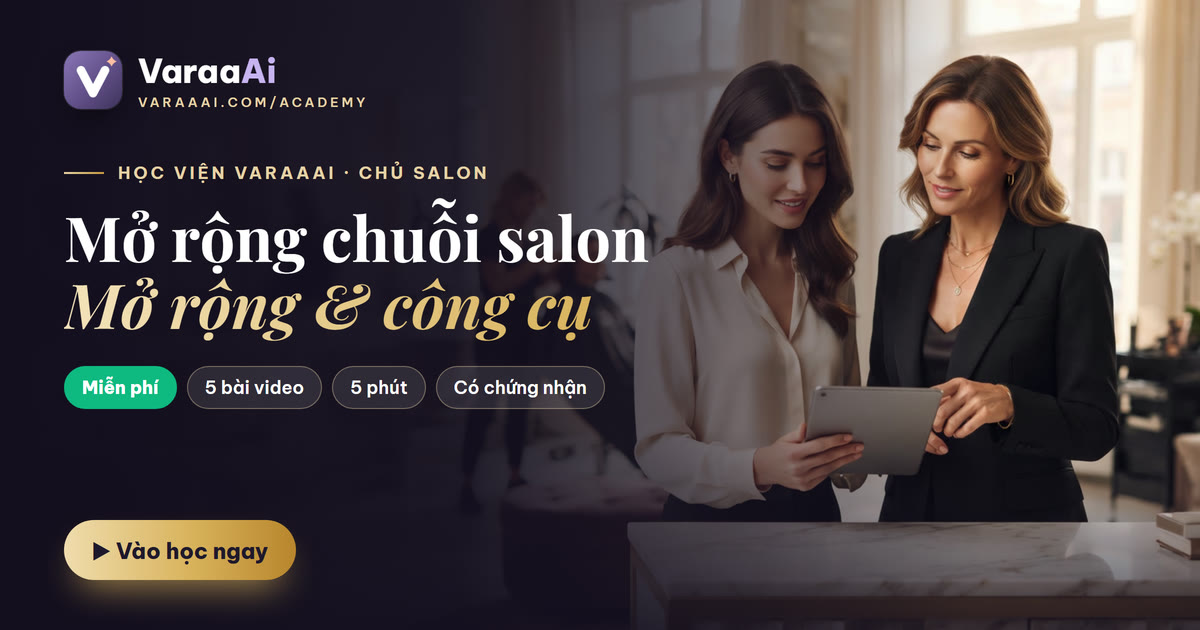 VaraaAi
VARAAAI.COM/ACADEMY
HỌC VIỆN VARAAAI · CHỦ SALON
Mở rộng chuỗi salon
Mở rộng & công cụ
Miễn phí
5 bài video
5 phút
Có chứng nhận
▶ Vào học ngay